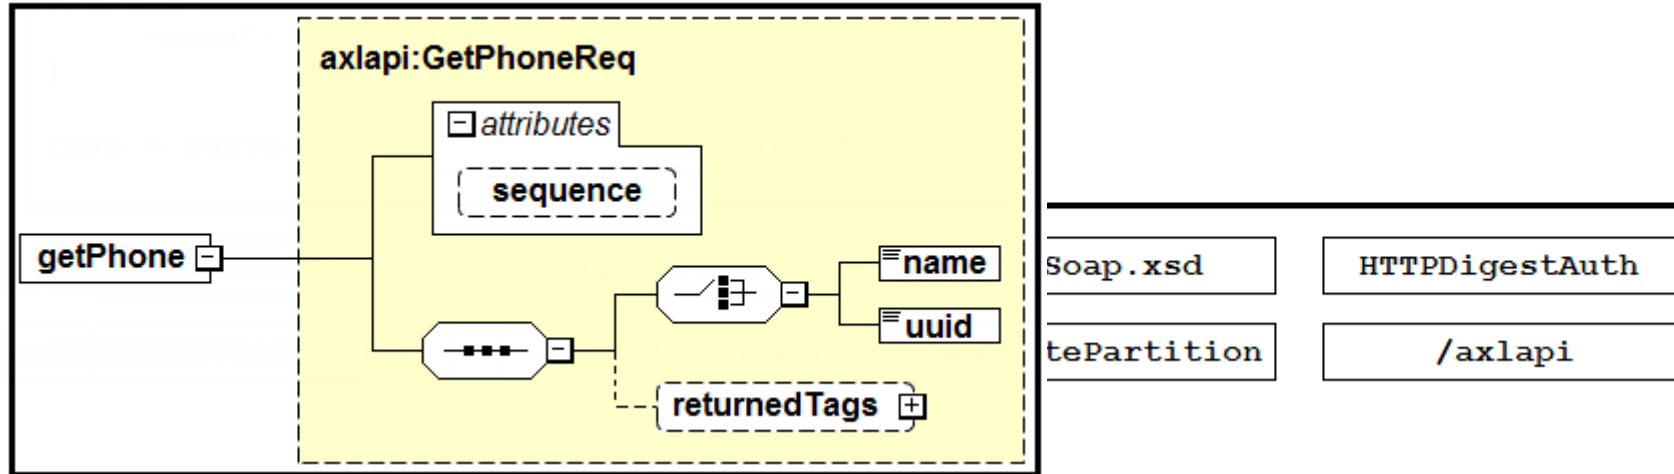 axlapi:GetPhoneReq
attributes
sequence
getPhone
name
uuid
returnedTags
Soap.xsd
HTTPDigestAuth
tePartition
/axlapi